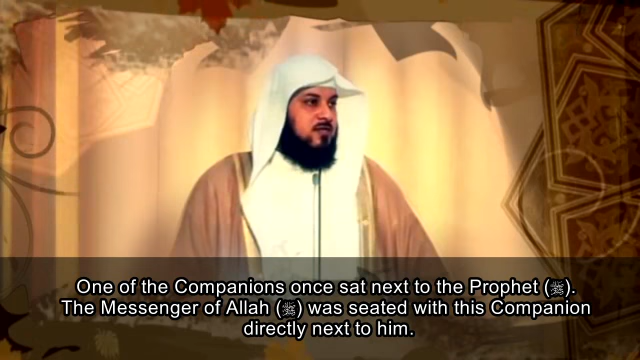 One of the Companions once sat next to the Prophet (ﷺ).
The Messenger of Allah (ﷺ) was seated with this Companion
directly next to him.